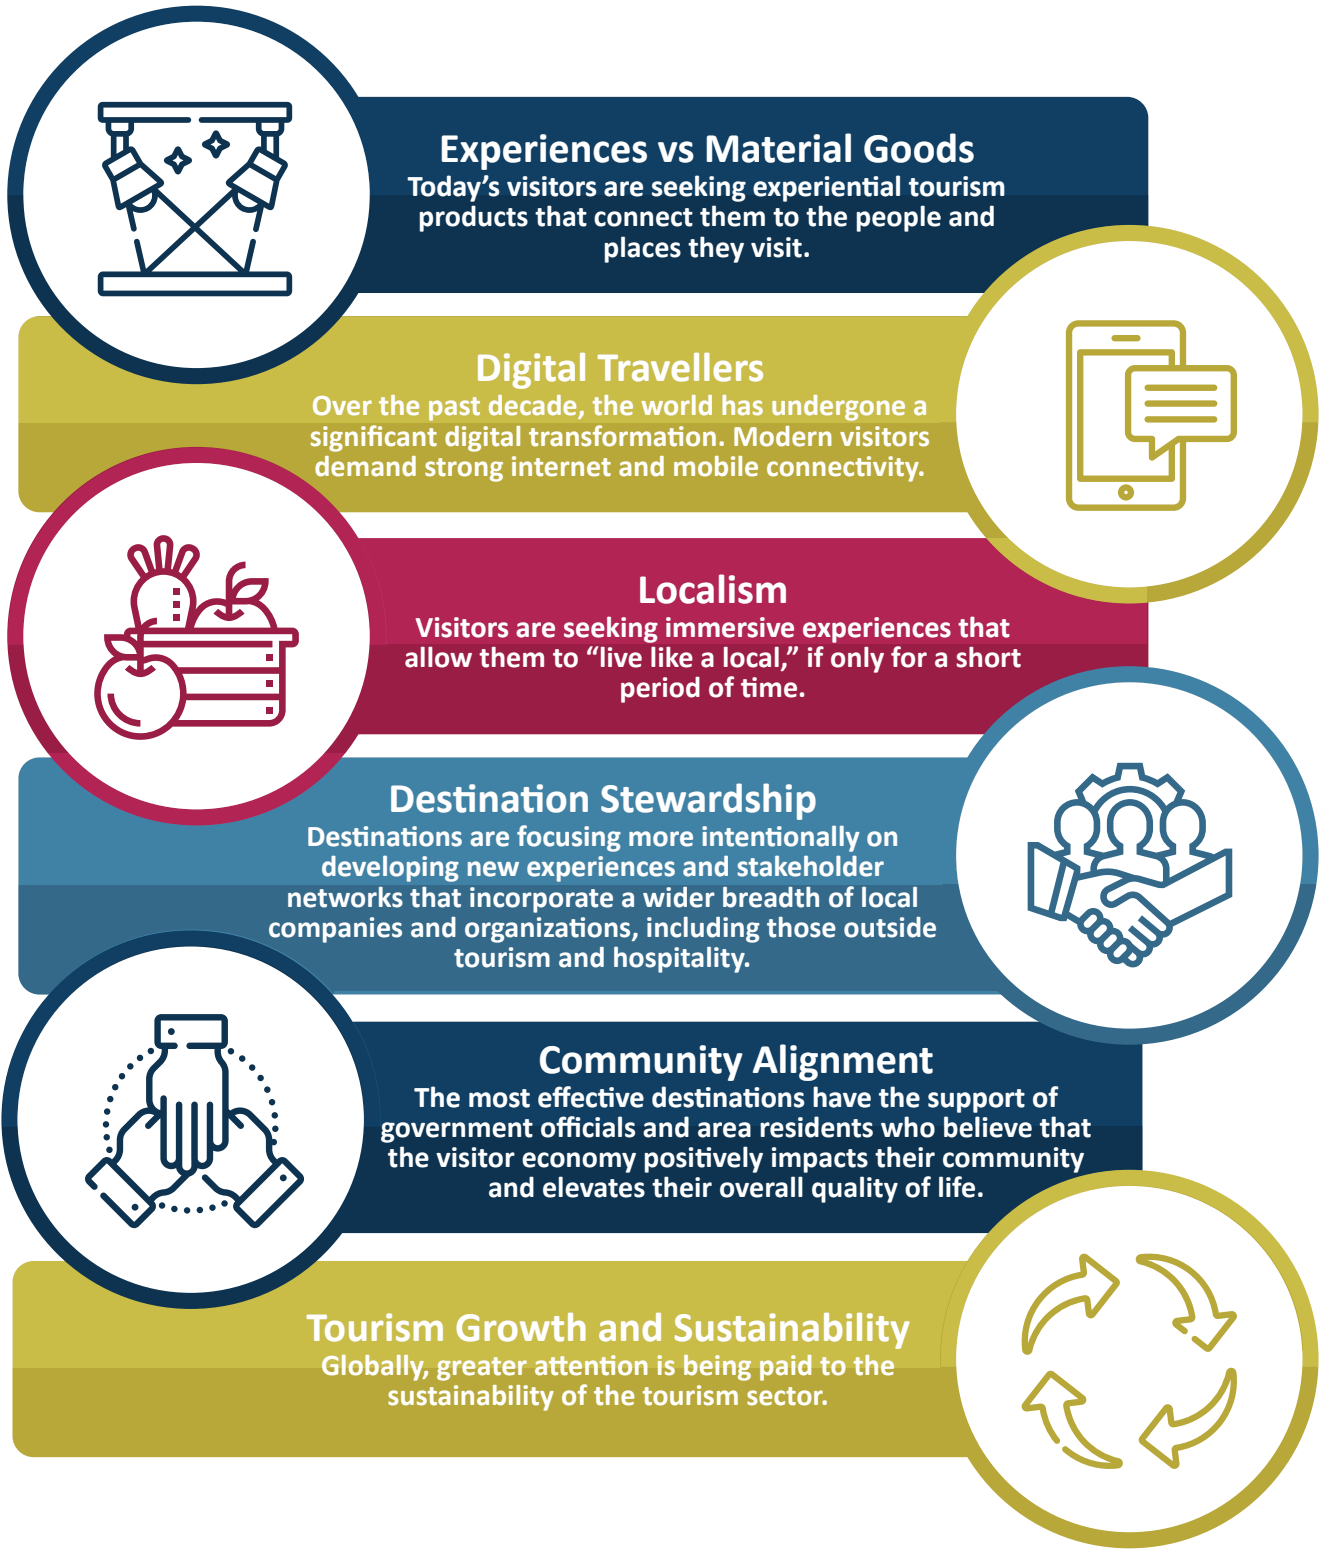 Experiences vs Material Goods
Today’s visitors are seeking experiential tourism
products that connect them to the people and
places they visit.
Digital Travellers
Over the past decade, the world has undergone a
significant digital transformation. Modern visitors
demand strong internet and mobile connectivity.
Localism
Visitors are seeking immersive experiences that
allow them to “live like a local,” if only for a short
period of time.
Destination Stewardship
Destinations are focusing more intentionally on
developing new experiences and stakeholder
networks that incorporate a wider breadth of local
companies and organizations, including those outside
tourism and hospitality.
Community Alignment
The most effective destinations have the support of
government officials and area residents who believe that
the visitor economy positively impacts their community
and elevates their overall quality of life.
Tourism Growth and Sustainability
Globally, greater attention is being paid to the
sustainability of the tourism sector.